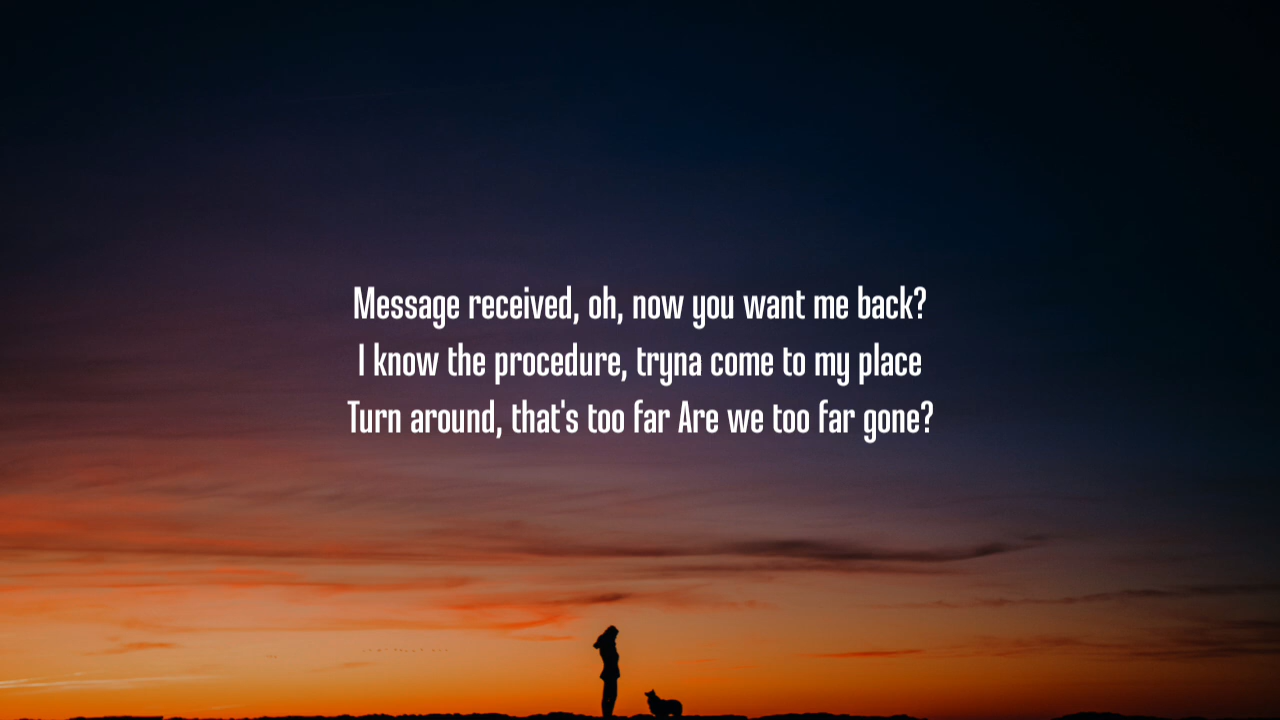 Message received, oh, now you want me back?
I know the procedure, tryna come to my place
Turn around, that's too far Are we too far gone?